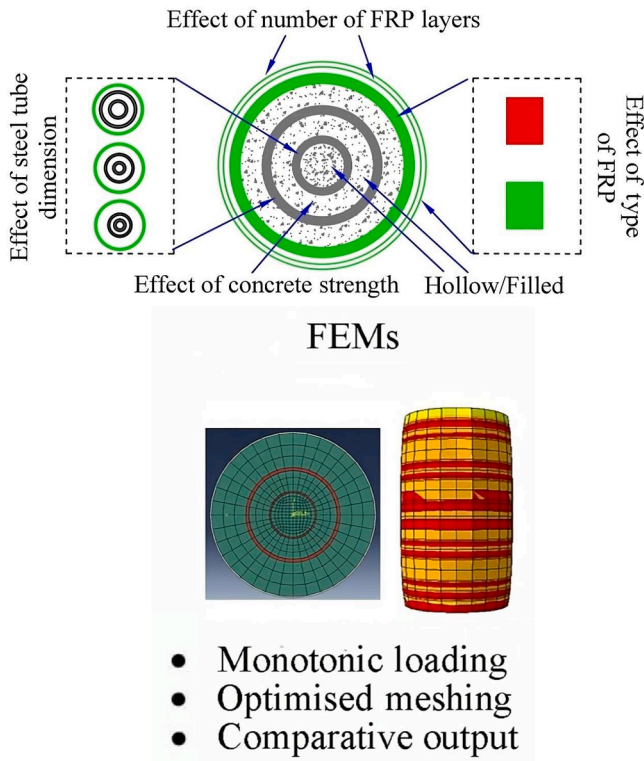 Effect of number of FRP layers
Effect of steel tube
dimension
Effect of type
of FRP
Effect of concrete strength
Hollow/Filled
FEMs
• Monotonic loading
• Optimised meshing
• Comparative output